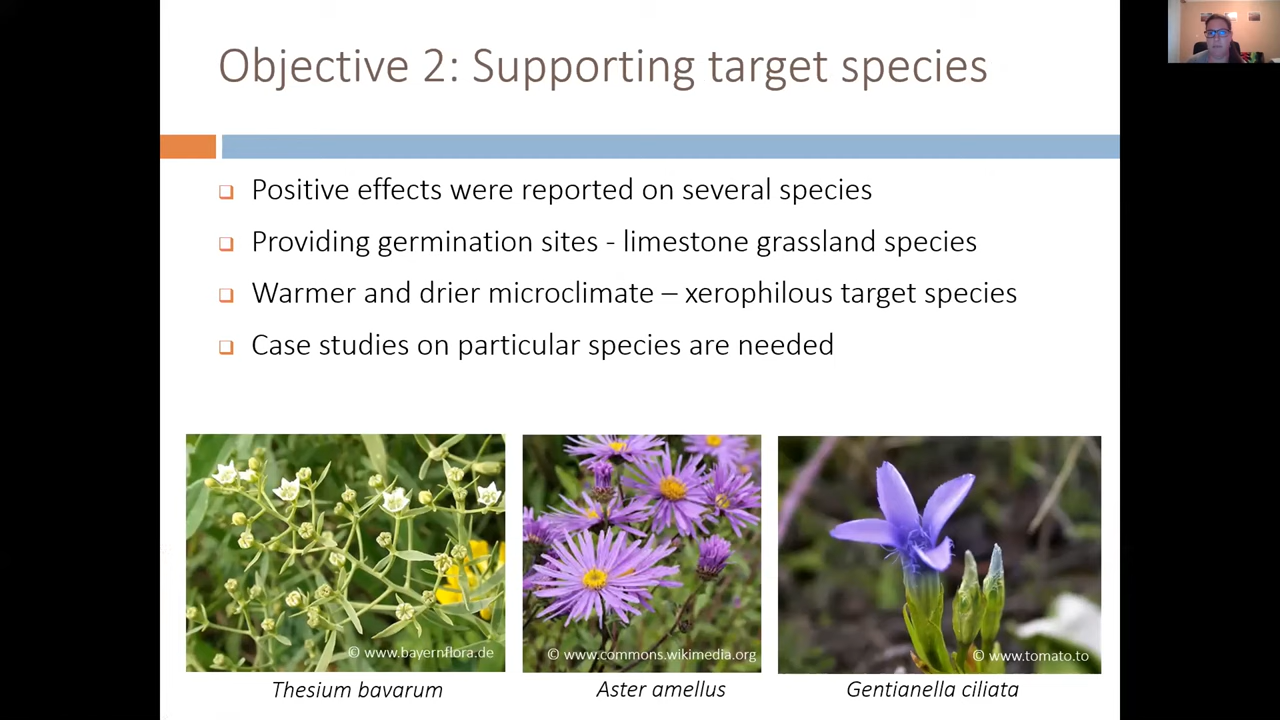 Objective 2: Supporting target species
Positive effects were reported on several species
Providing germination sites - limestone grassland species
Warmer and drier microclimate – xerophilous target species
Case studies on particular species are needed
© www.bayernflora.de
© www.commons.wikimedia.org
© www.tomato.to
Thesium bavarum
Aster amellus
Gentianella ciliata